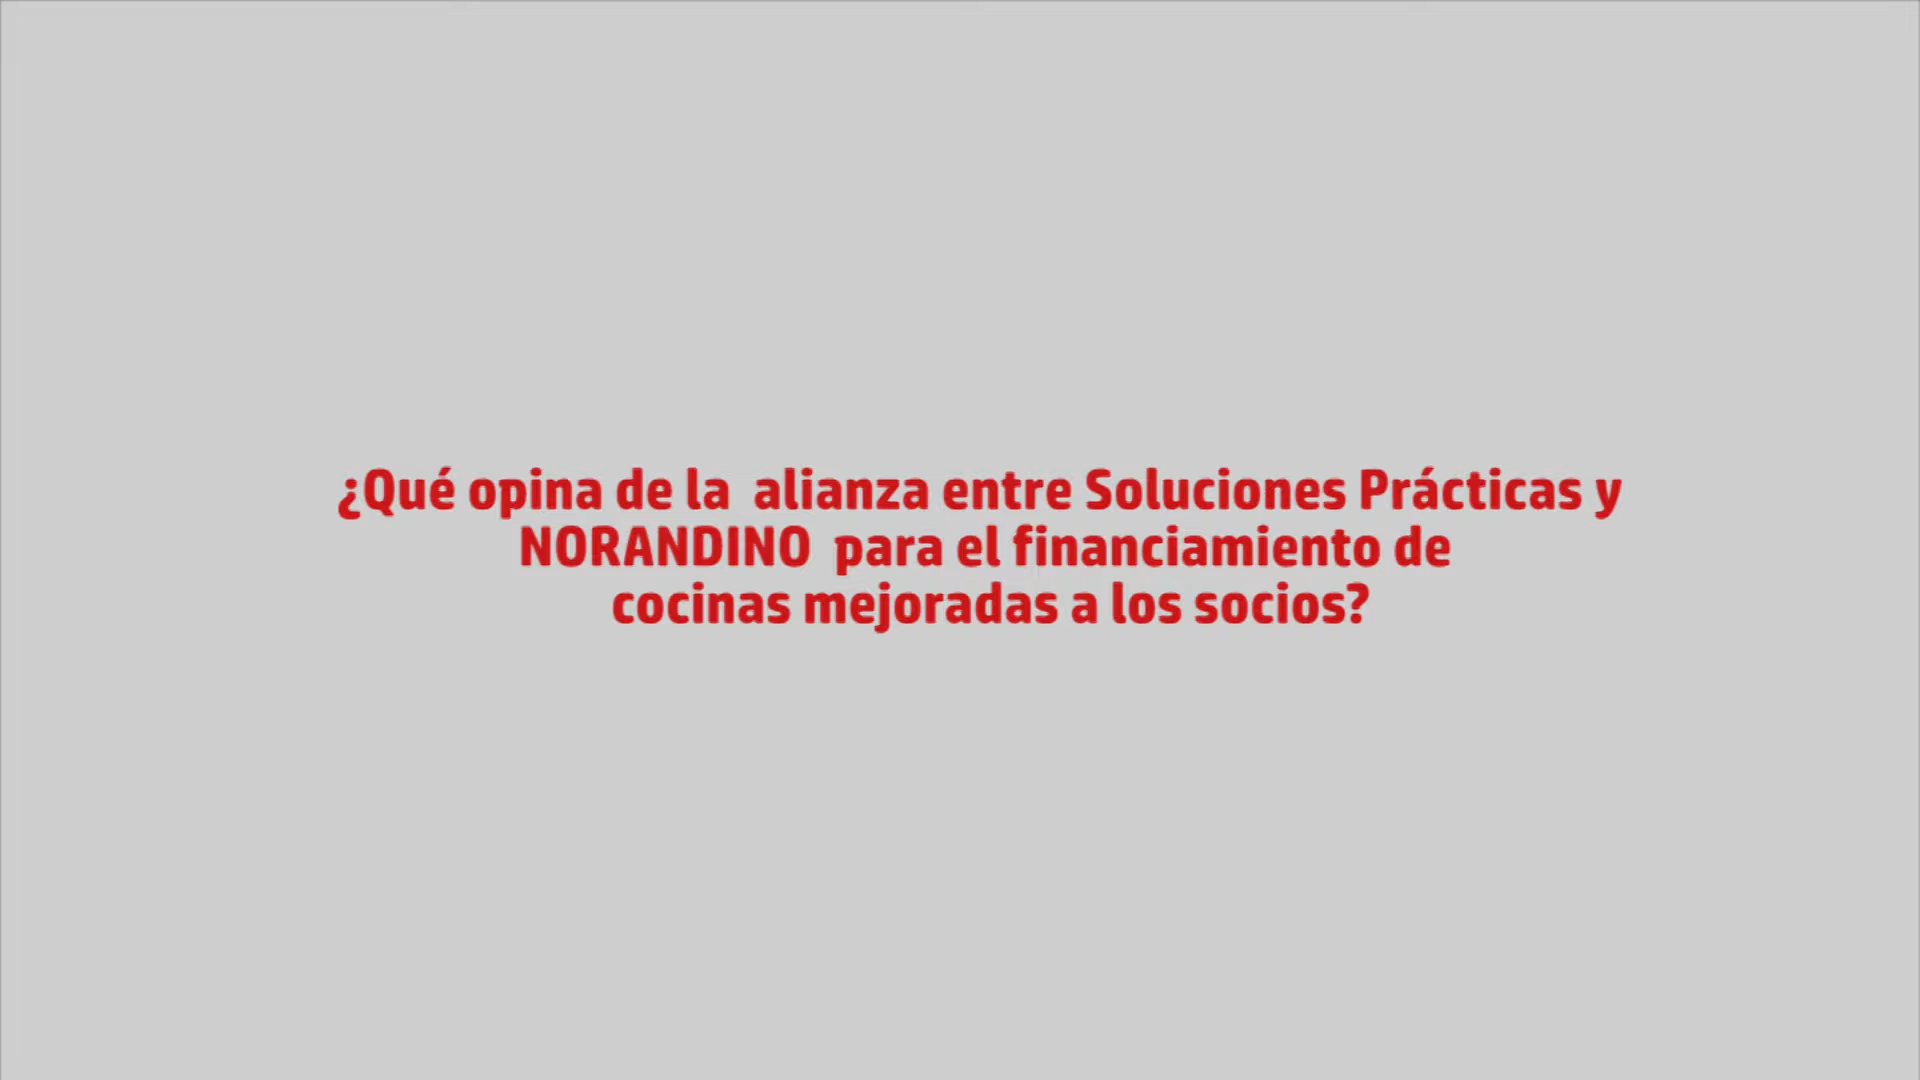 ¿Qué opina de la  alianza entre Soluciones Prácticas y
NORANDINO  para el financiamiento de
cocinas mejoradas a los socios?